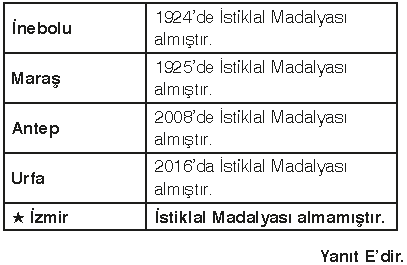 İnebolu
1924’de İstiklal Madalyası
almıştır.
Maraş
1925’de İstiklal Madalyası
almıştır.
Antep
2008’de İstiklal Madalyası
almıştır.
Urfa
2016’da İstiklal Madalyası
almıştır.
★ İzmir
İstiklal Madalyası almamıştır.
Yanıt E’dir.